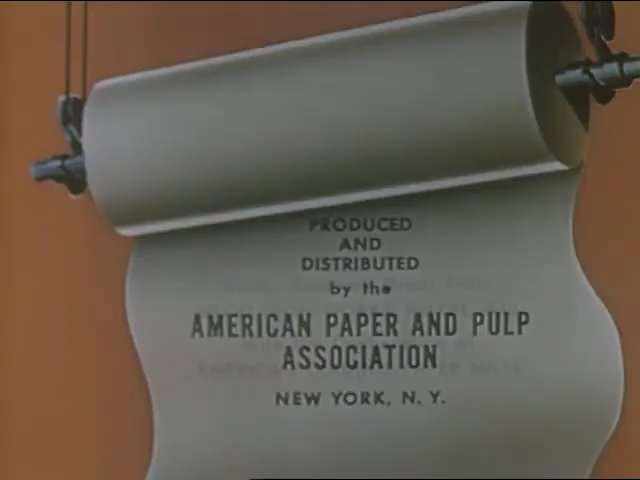 PRODUCED
AND
DISTRIBUTED
by the
AMERICAN PAPER AND PULP
ASSOCIATION
NEW YORK, N. Y.